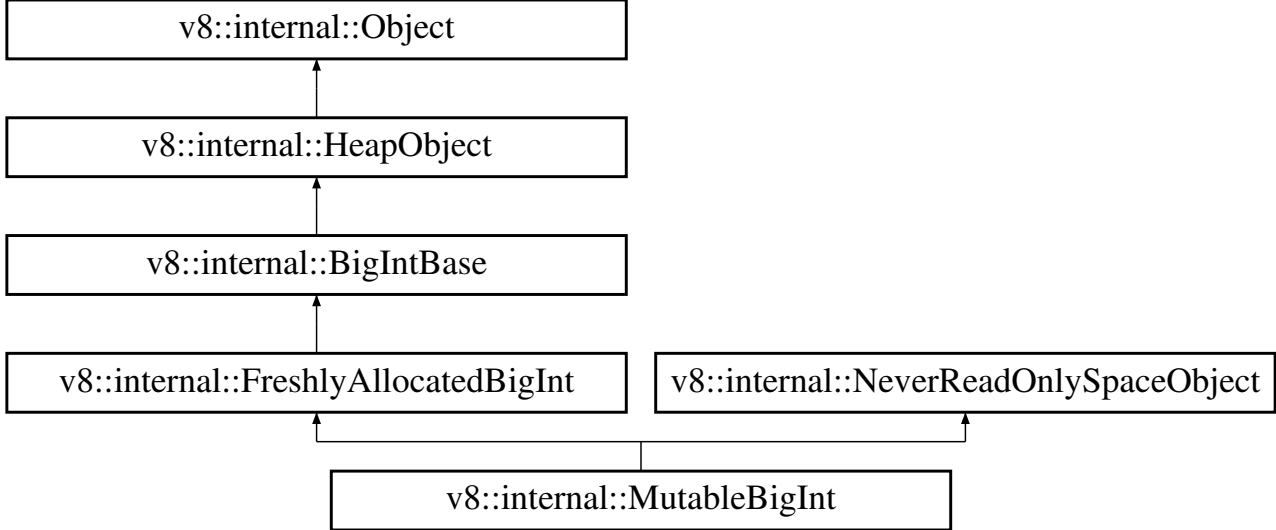 v8::internal::Object
v8::internal::HeapObject
v8::internal::BigIntBase
v8::internal::FreshlyAllocatedBigInt
v8::internal::NeverReadOnlySpaceObject
v8::internal::MutableBigInt